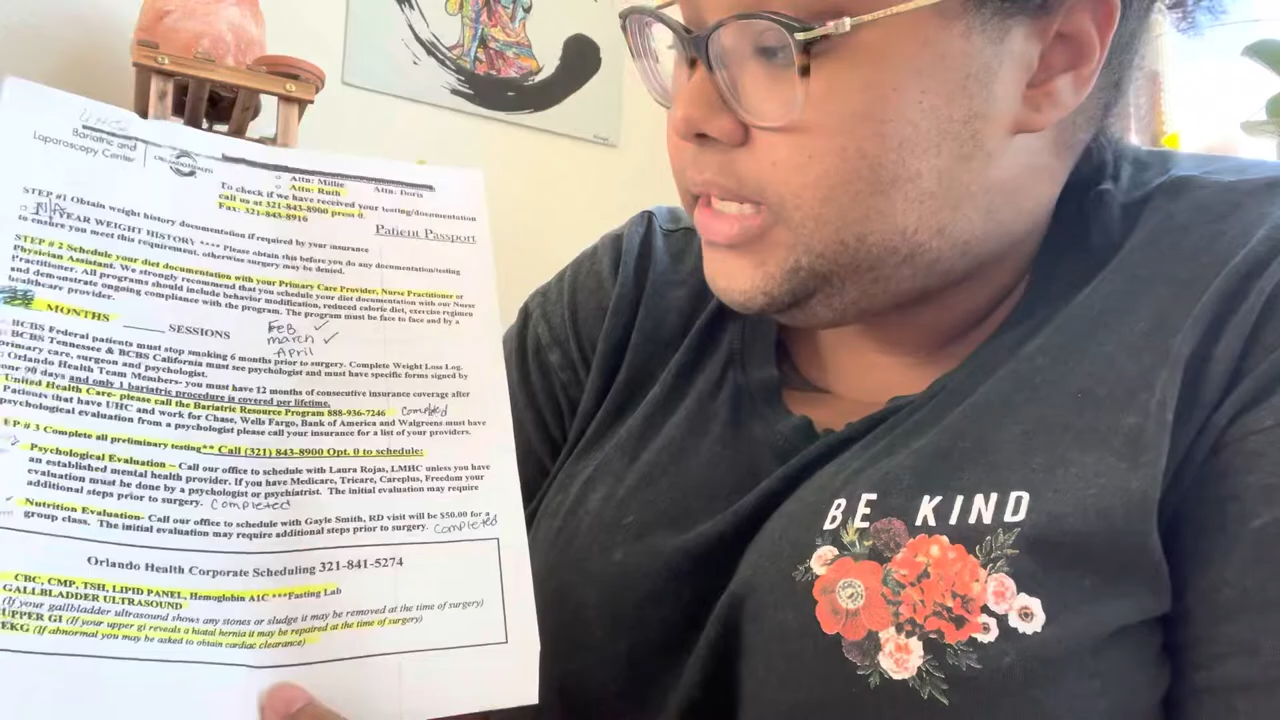 UHC
Bariatric and
Laparoscopy Center
ORLANDO HEALTH
Attn: Millie Attn: Doris
Attn: Ruth
To check if we have received your testing/documentation
call us at 321-843-8900 press 0.
Fax: 321-843-8916
Patient Passport
STEP #1 Obtain weight history documentation if required by your insurance
N/A YEAR WEIGHT HISTORY **** Please obtain this before you do any documentation/testing
to ensure you meet this requirement, otherwise surgery may be denied.
STEP # 2 Schedule your diet documentation with your Primary Care Provider, Nurse Practitioner or
Physician Assistant. We strongly recommend that you schedule your diet documentation with our Nurse
Practitioner. All programs should include behavior modification, reduced calorie diet, exercise regimen
and demonstrate ongoing compliance with the program. The program must be face to face and by a
healthcare provider.
MONTHS ____ SESSIONS
Feb ✓
march ✓
April
BCBS Federal patients must stop smoking 6 months prior to surgery. Complete Weight Loss Log.
BCBS Tennessee & BCBS California must see psychologist and must have specific forms signed by
primary care, surgeon and psychologist.
Orlando Health Team Members- you must have 12 months of consecutive insurance coverage after
one 90 days and only 1 bariatric procedure is covered per lifetime.
United Health Care- please call the Bariatric Resource Program 888-936-7246 Completed
Patients that have UHC and work for Chase, Wells Fargo, Bank of America and Walgreens must have
psychological evaluation from a psychologist please call your insurance for a list of your providers.
EP # 3 Complete all preliminary testing** Call (321) 843-8900 Opt. 0 to schedule:
Psychological Evaluation – Call our office to schedule with Laura Rojas, LMHC unless you have
an established mental health provider. If you have Medicare, Tricare, Careplus, Freedom your
evaluation must be done by a psychologist or psychiatrist. The initial evaluation may require
additional steps prior to surgery. Completed
Nutrition Evaluation- Call our office to schedule with Gayle Smith, RD visit will be $50.00 for a
group class. The initial evaluation may require additional steps prior to surgery. Completed
Orlando Health Corporate Scheduling 321-841-5274
CBC, CMP, TSH, LIPID PANEL, Hemoglobin A1C ***Fasting Lab
GALLBLADDER ULTRASOUND
(If your gallbladder ultrasound shows any stones or sludge it may be removed at the time of surgery)
UPPER GI (If your upper gi reveals a hiatal hernia it may be repaired at the time of surgery)
EKG (If abnormal you may be asked to obtain cardiac clearance)
BE KIND